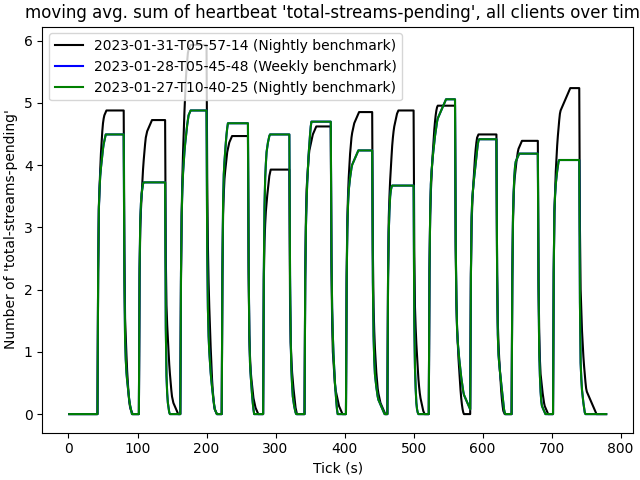 moving avg. sum of heartbeat 'total-streams-pending', all clients over tim
2023-01-31-T05-57-14 (Nightly benchmark)
2023-01-28-T05-45-48 (Weekly benchmark)
2023-01-27-T10-40-25 (Nightly benchmark)
Number of 'total-streams-pending'
6
5
4
3
2
1
0
0
100
200
300
400
500
600
700
800
Tick (s)